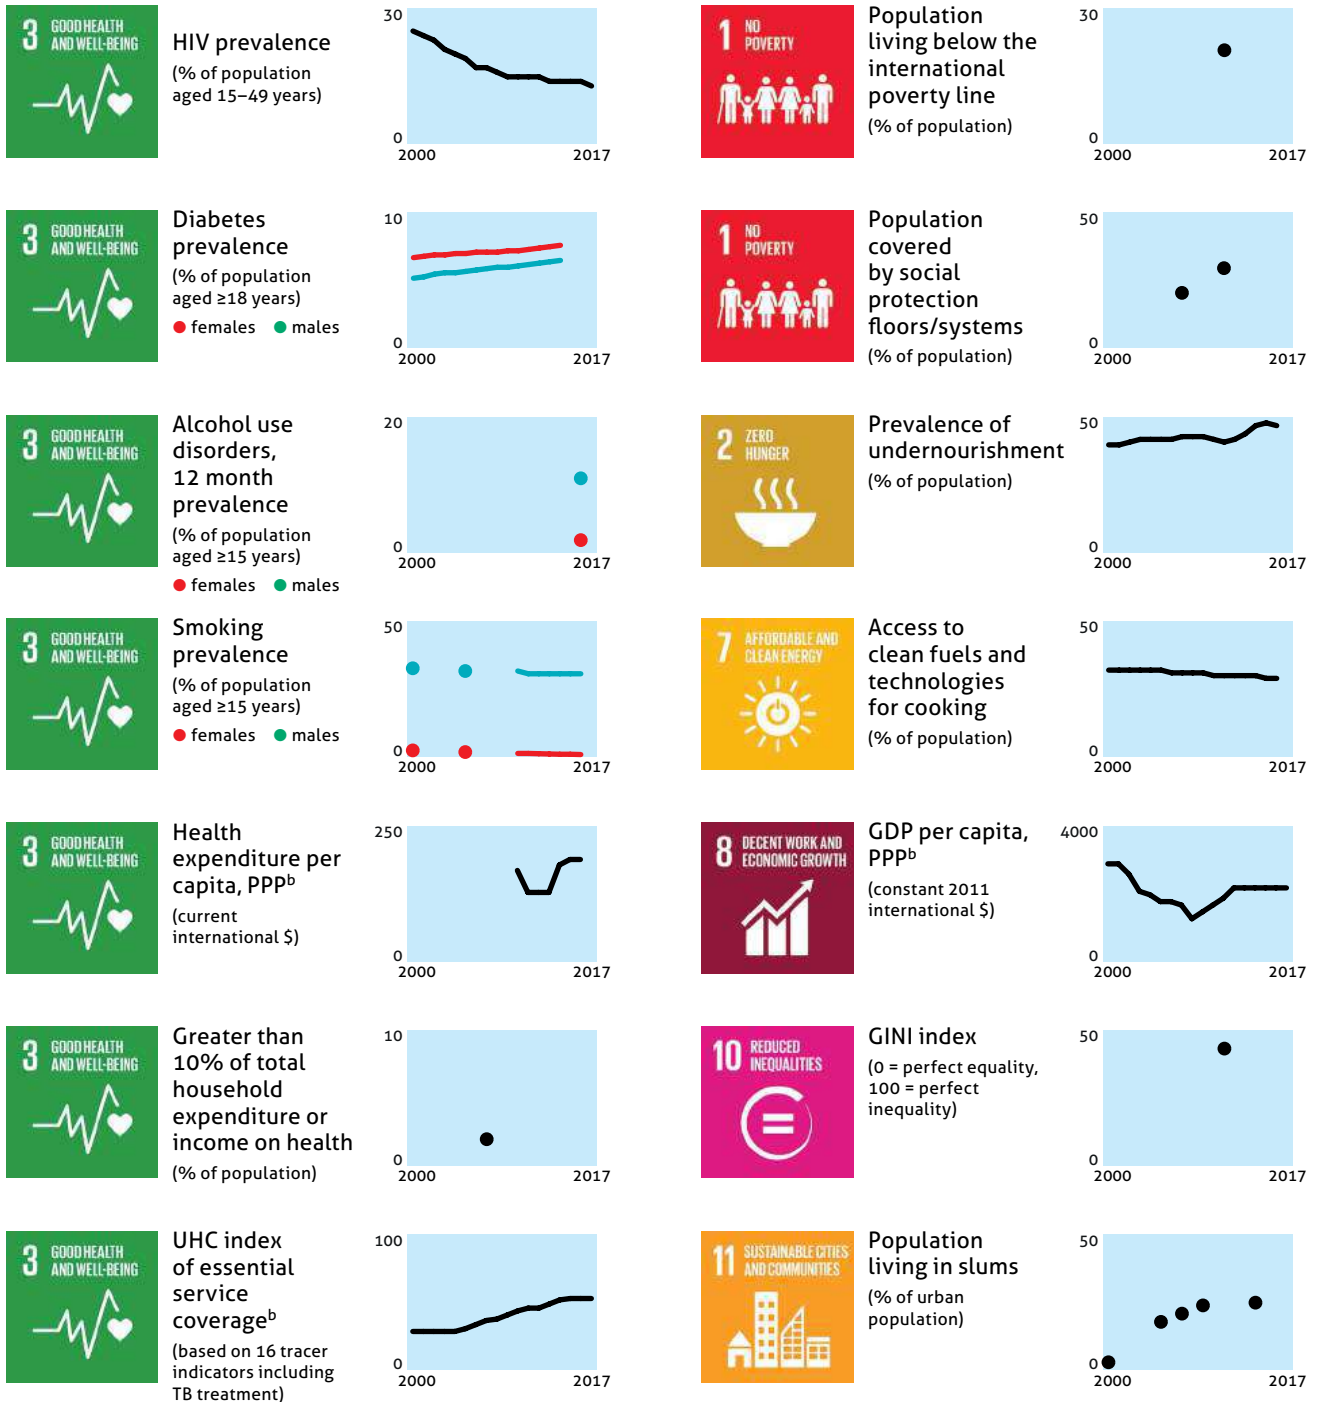 3 GOOD HEALTH
AND WELL-BEING
HIV prevalence
(% of population
aged 15–49 years)
30
0
2000 2017
1 NO
POVERTY
Population
living below the
international
poverty line
(% of population)
30
0
2000 2017
3 GOOD HEALTH
AND WELL-BEING
Diabetes
prevalence
(% of population
aged ≥18 years)
females males
10
0
2000 2017
1 NO
POVERTY
Population
covered
by social
protection
floors/systems
(% of population)
50
0
2000 2017
3 GOOD HEALTH
AND WELL-BEING
Alcohol use
disorders,
12 month
prevalence
(% of population
aged ≥15 years)
females males
20
0
2000 2017
2 ZERO
HUNGER
Prevalence of
undernourishment
(% of population)
50
0
2000 2017
3 GOOD HEALTH
AND WELL-BEING
Smoking
prevalence
(% of population
aged ≥15 years)
females males
50
0
2000 2017
7 AFFORDABLE AND
CLEAN ENERGY
Access to
clean fuels and
technologies
for cooking
(% of population)
50
0
2000 2017
3 GOOD HEALTH
AND WELL-BEING
Health
expenditure per
capita, PPPᵇ
(current
international $)
250
0
2000 2017
8 DECENT WORK AND
ECONOMIC GROWTH
GDP per capita,
PPPᵇ
(constant 2011
international $)
4000
0
2000 2017
3 GOOD HEALTH
AND WELL-BEING
Greater than
10% of total
household
expenditure or
income on health
(% of population)
10
0
2000 2017
10 REDUCED
INEQUALITIES
GINI index
(0 = perfect equality,
100 = perfect
inequality)
50
0
2000 2017
3 GOOD HEALTH
AND WELL-BEING
UHC index
of essential
service
coverageᵇ
(based on 16 tracer
indicators including
TB treatment)
100
0
2000 2017
11 SUSTAINABLE CITIES
AND COMMUNITIES
Population
living in slums
(% of urban
population)
50
0
2000 2017